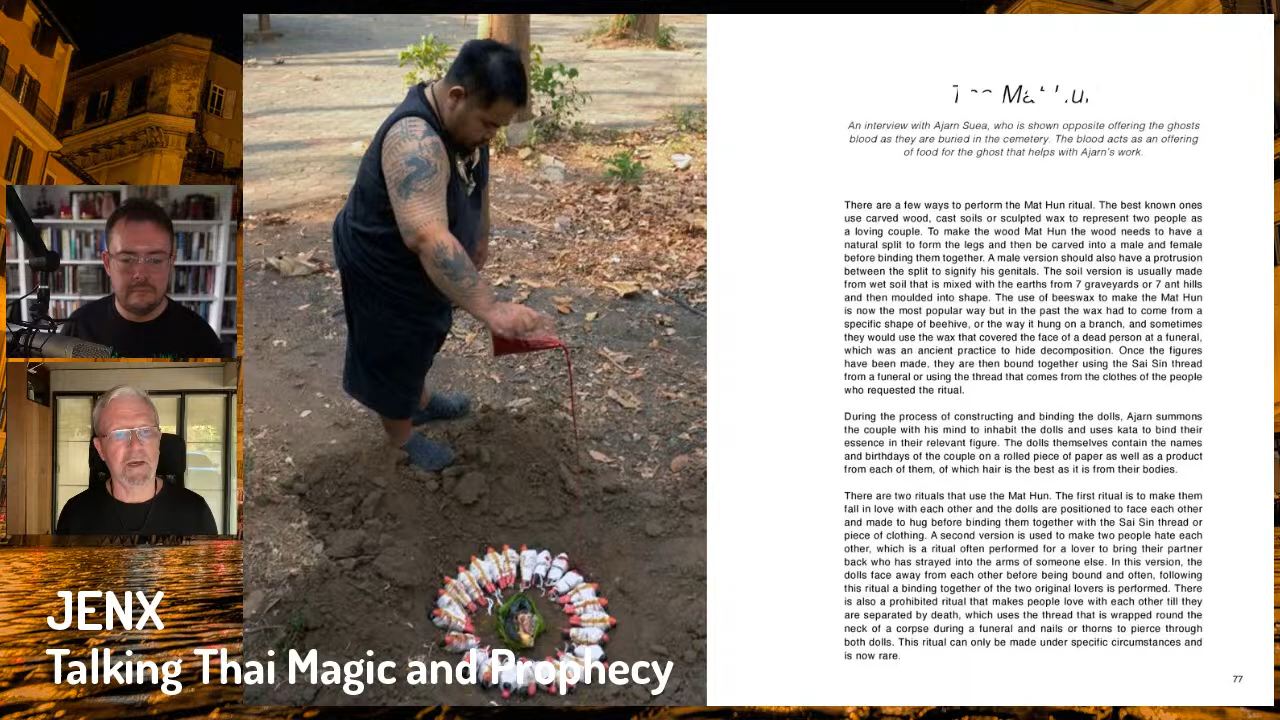 An interview with Ajarn Suea, who is shown opposite offering the ghosts
blood as they are buried in the cemetery. The blood acts as an offering
of food for the ghost that helps with Ajarn's work.
There are a few ways to perform the Mat Hun ritual. The best known ones
use carved wood, cast soils or sculpted wax to represent two people as
a loving couple. To make the wood Mat Hun the wood needs to have a
natural split to form the legs and then be carved into a male and female
before binding them together. A male version should also have a protrusion
between the split to signify his genitals. The soil version is usually made
from wet soil that is mixed with the earths from 7 graveyards or 7 ant hills
and then moulded into shape. The use of beeswax to make the Mat Hun
is now the most popular way but in the past the wax had to come from a
specific shape of beehive, or the way it hung on a branch, and sometimes
they would use the wax that covered the face of a dead person at a funeral,
which was an ancient practice to hide decomposition. Once the figures
have been made, they are then bound together using the Sai Sin thread
from a funeral or using the thread that comes from the clothes of the people
who requested the ritual.
During the process of constructing and binding the dolls, Ajarn summons
the couple with his mind to inhabit the dolls and uses kata to bind their
essence in their relevant figure. The dolls themselves contain the names
and birthdays of the couple on a rolled piece of paper as well as a product
from each of them, of which hair is the best as it is from their bodies.
There are two rituals that use the Mat Hun. The first ritual is to make them
fall in love with each other and the dolls are positioned to face each other
and made to hug before binding them together with the Sai Sin thread or
piece of clothing. A second version is used to make two people hate each
other, which is a ritual often performed for a lover to bring their partner
back who has strayed into the arms of someone else. In this version, the
dolls face away from each other before being bound and often, following
this ritual a binding together of the two original lovers is performed. There
is also a prohibited ritual that makes people love with each other till they
are separated by death, which uses the thread that is wrapped round the
neck of a corpse during a funeral and nails or thorns to pierce through
both dolls. This ritual can only be made under specific circumstances and
is now rare.
77
JENX
Talking Thai Magic and Prophecy